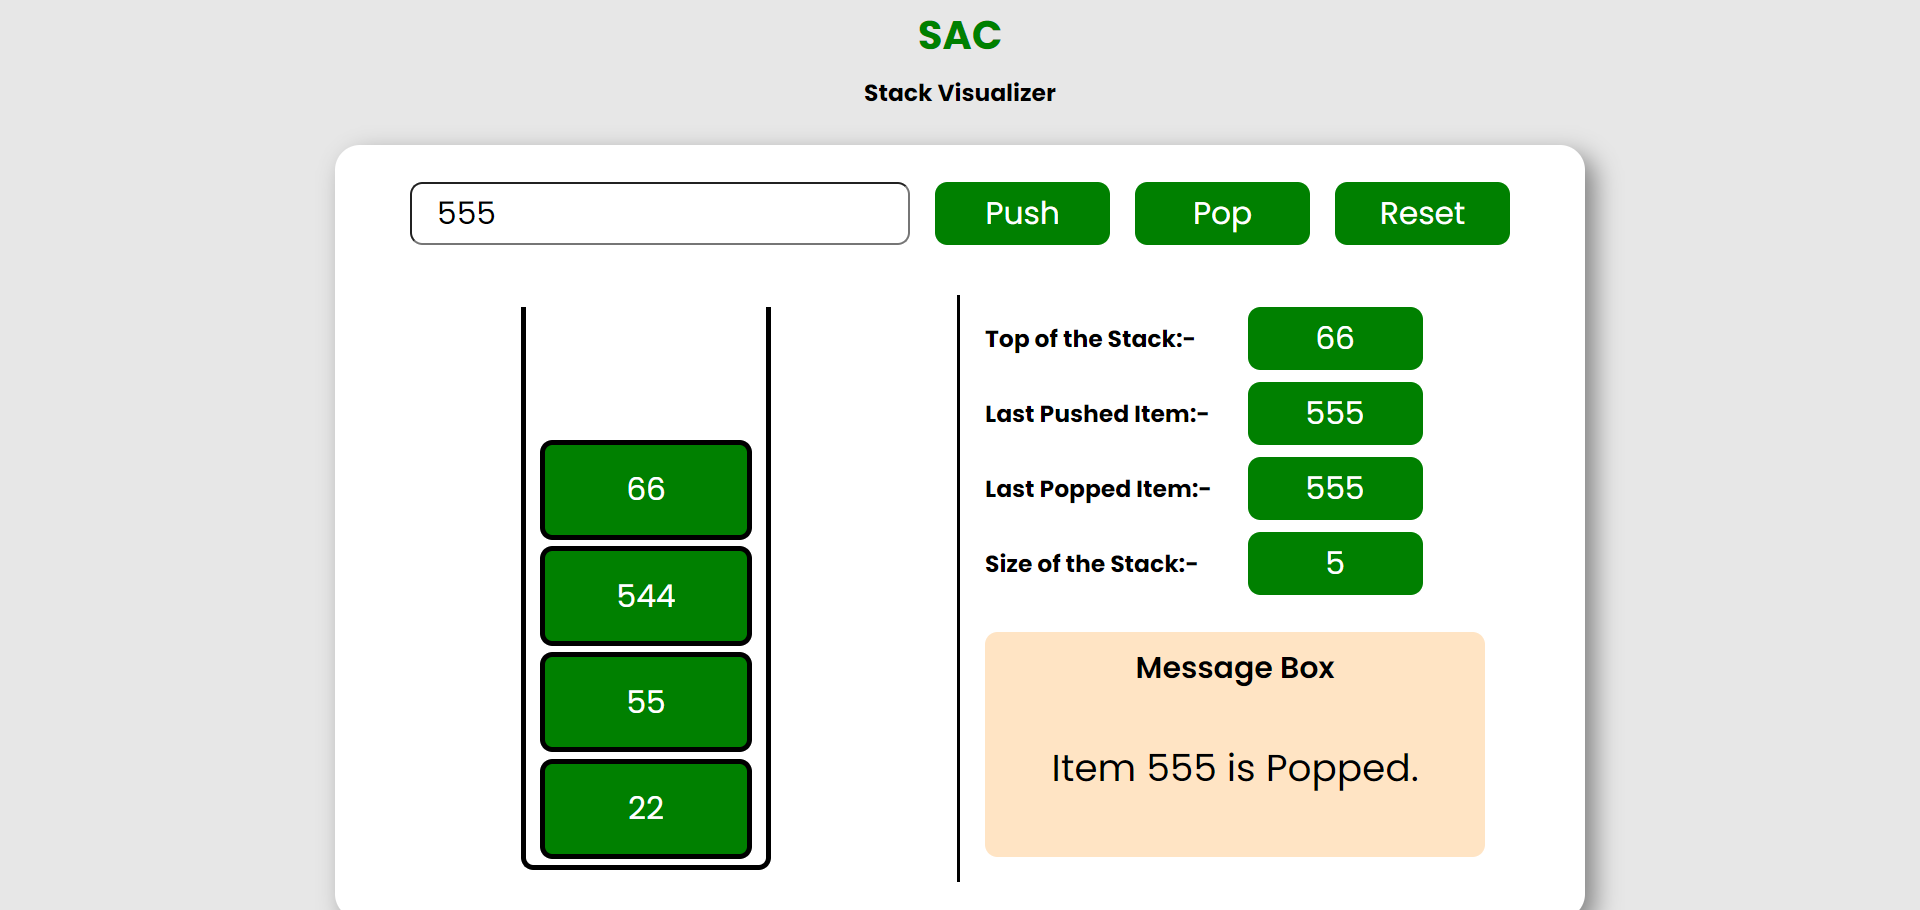 SAC
Stack Visualizer
555 Push Pop Reset
66
544
55
22
Top of the Stack:- 66
Last Pushed Item:- 555
Last Popped Item:- 555
Size of the Stack:- 5
Message Box
Item 555 is Popped.